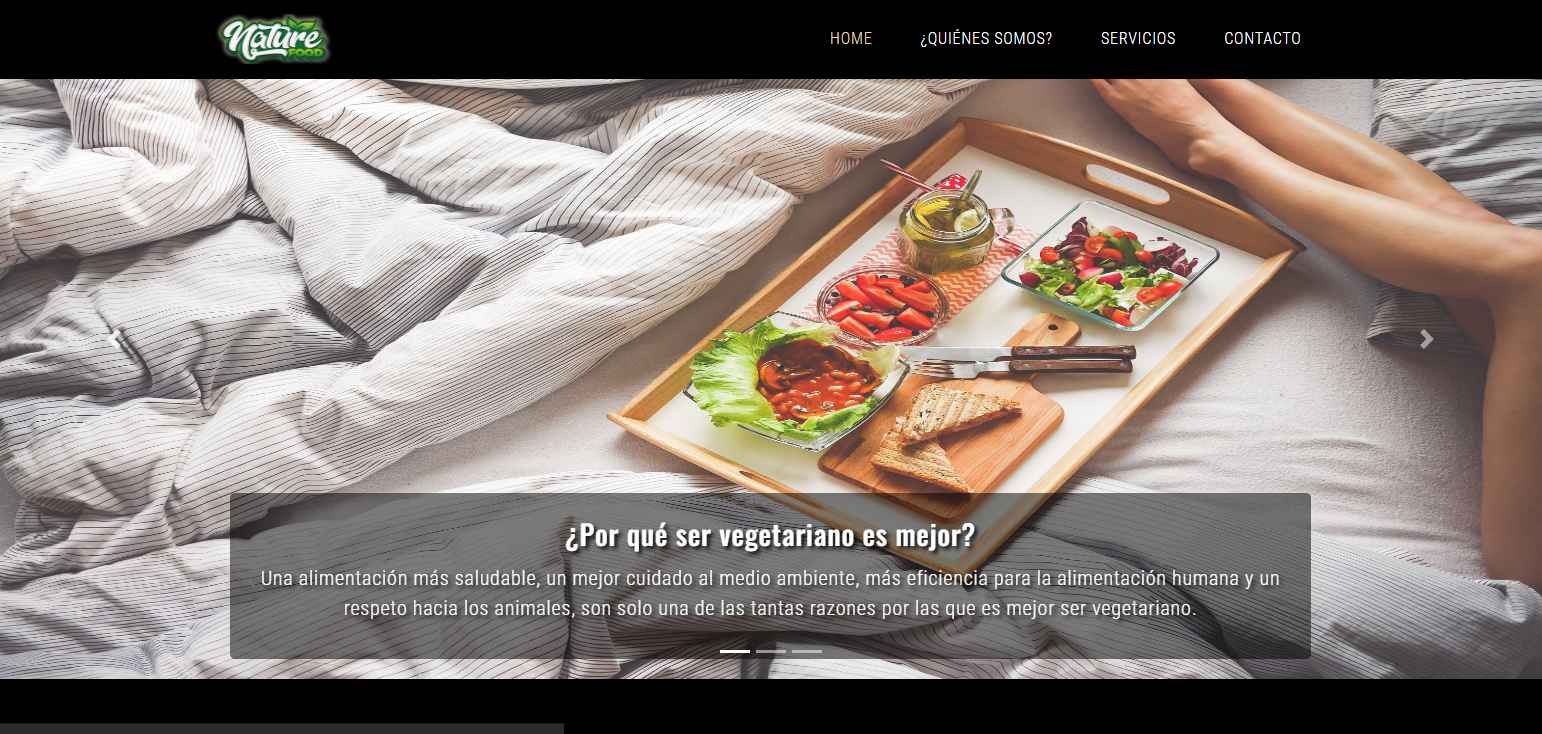 Nature
FOOD
HOME ¿QUIÉNES SOMOS? SERVICIOS CONTACTO
¿Por qué ser vegetariano es mejor?
Una alimentación más saludable, un mejor cuidado al medio ambiente, más eficiencia para la alimentación humana y un
respeto hacia los animales, son solo una de las tantas razones por las que es mejor ser vegetariano.